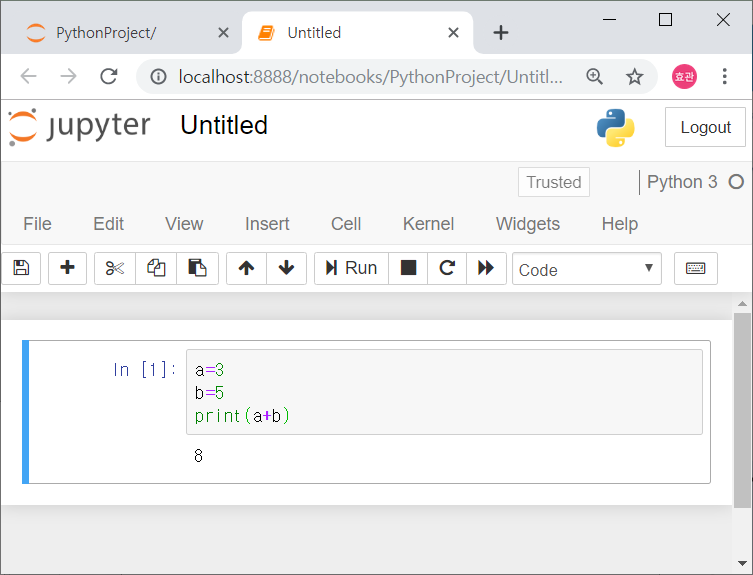 PythonProject/
Untitled
localhost:8888/notebooks/PythonProject/Untitl...
효관
jupyter
Untitled
Logout
Trusted
Python 3
File Edit View Insert Cell Kernel Widgets Help
Run
Code
In [1]:
a=3
b=5
print(a+b)
8